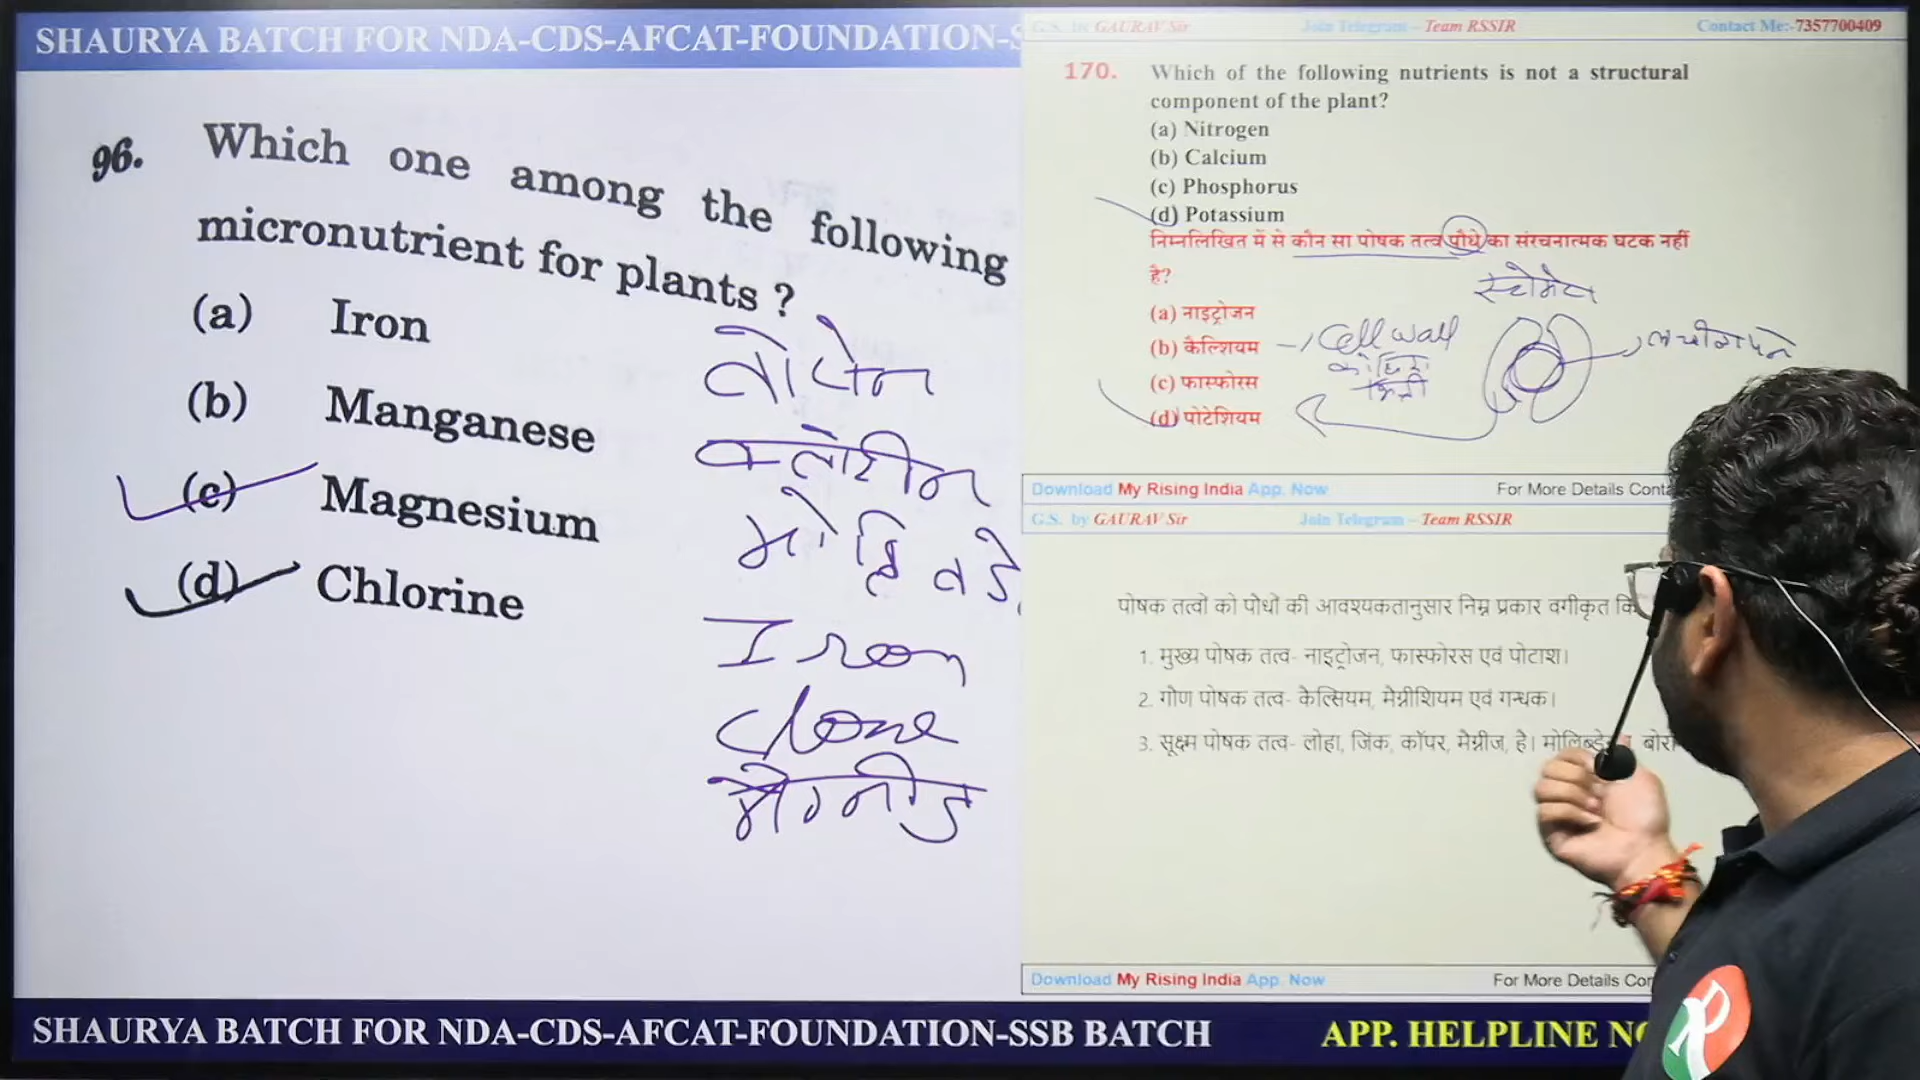 SHAURYA BATCH FOR NDA-CDS-AFCAT-FOUNDATION-S
96. Which one among the following
micronutrient for plants ?
(a) Iron
(b) Manganese
(c) Magnesium
(d) Chlorine
क्लोरीन
Iron
G.S. by GAURAV Sir Join Telegram – Team RSSIR Contact Me:-7357700409
170. Which of the following nutrients is not a structural
component of the plant?
(a) Nitrogen
(b) Calcium
(c) Phosphorus
(d) Potassium
निम्नलिखित में से कौन सा पोषक तत्व पौधे का संरचनात्मक घटक नहीं
है?
स्टोमेटा
(a) नाइट्रोजन
(b) कैल्शियम Cell wall
(c) फास्फोरस
(d) पोटेशियम
Download My Rising India App. Now For More Details Conta
G.S. by GAURAV Sir Join Telegram – Team RSSIR
पोषक तत्वों को पौधों की आवश्यकतानुसार निम्न प्रकार वगीकृत कि
1. मुख्य पोषक तत्व- नाइट्रोजन, फास्फोरस एवं पोटाश।
2. गौण पोषक तत्व- कैल्सियम, मैग्नीशियम एवं गन्धक।
3. सूक्ष्म पोषक तत्व- लोहा, जिंक, कॉपर, मैग्नीज, है। बोर
Download My Rising India App. Now For More Details Con
SHAURYA BATCH FOR NDA-CDS-AFCAT-FOUNDATION-SSB BATCH APP. HELPLINE NO